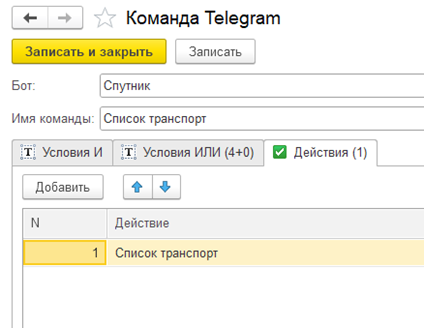 Команда Telegram
Записать и закрыть Записать
Бот: Спутник
Имя команды: Список транспорт
T Условия И T Условия ИЛИ (4+0) Действия (1)
Добавить
N Действие
1 Список транспорт